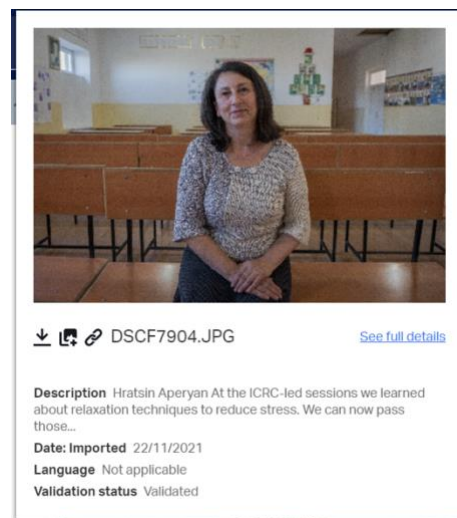 DSCF7904.JPG
See full details
Description Hratsin Aperyan At the ICRC-led sessions we learned
about relaxation techniques to reduce stress. We can now pass
those...
Date: Imported 22/11/2021
Language Not applicable
Validation status Validated